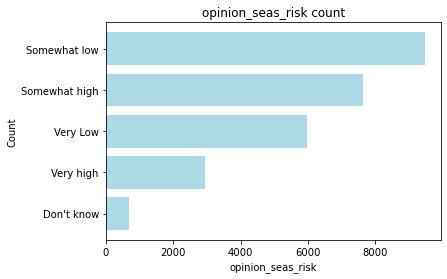 opinion_seas_risk count
Somewhat low
Somewhat high
Very Low
Very high
Don't know
Count
0 2000 4000 6000 8000
opinion_seas_risk